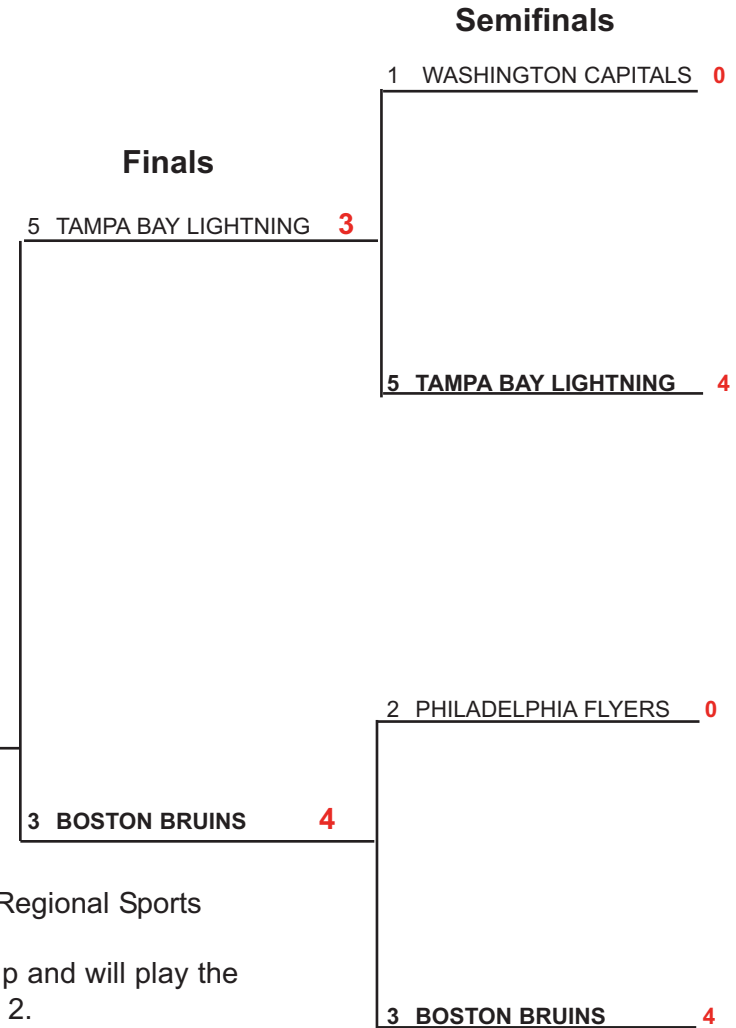 Semifinals
1 WASHINGTON CAPITALS 0
Finals
5 TAMPA BAY LIGHTNING 3
5 TAMPA BAY LIGHTNING 4
2 PHILADELPHIA FLYERS 0
3 BOSTON BRUINS 4
Regional Sports
p and will play the
2.
3 BOSTON BRUINS 4